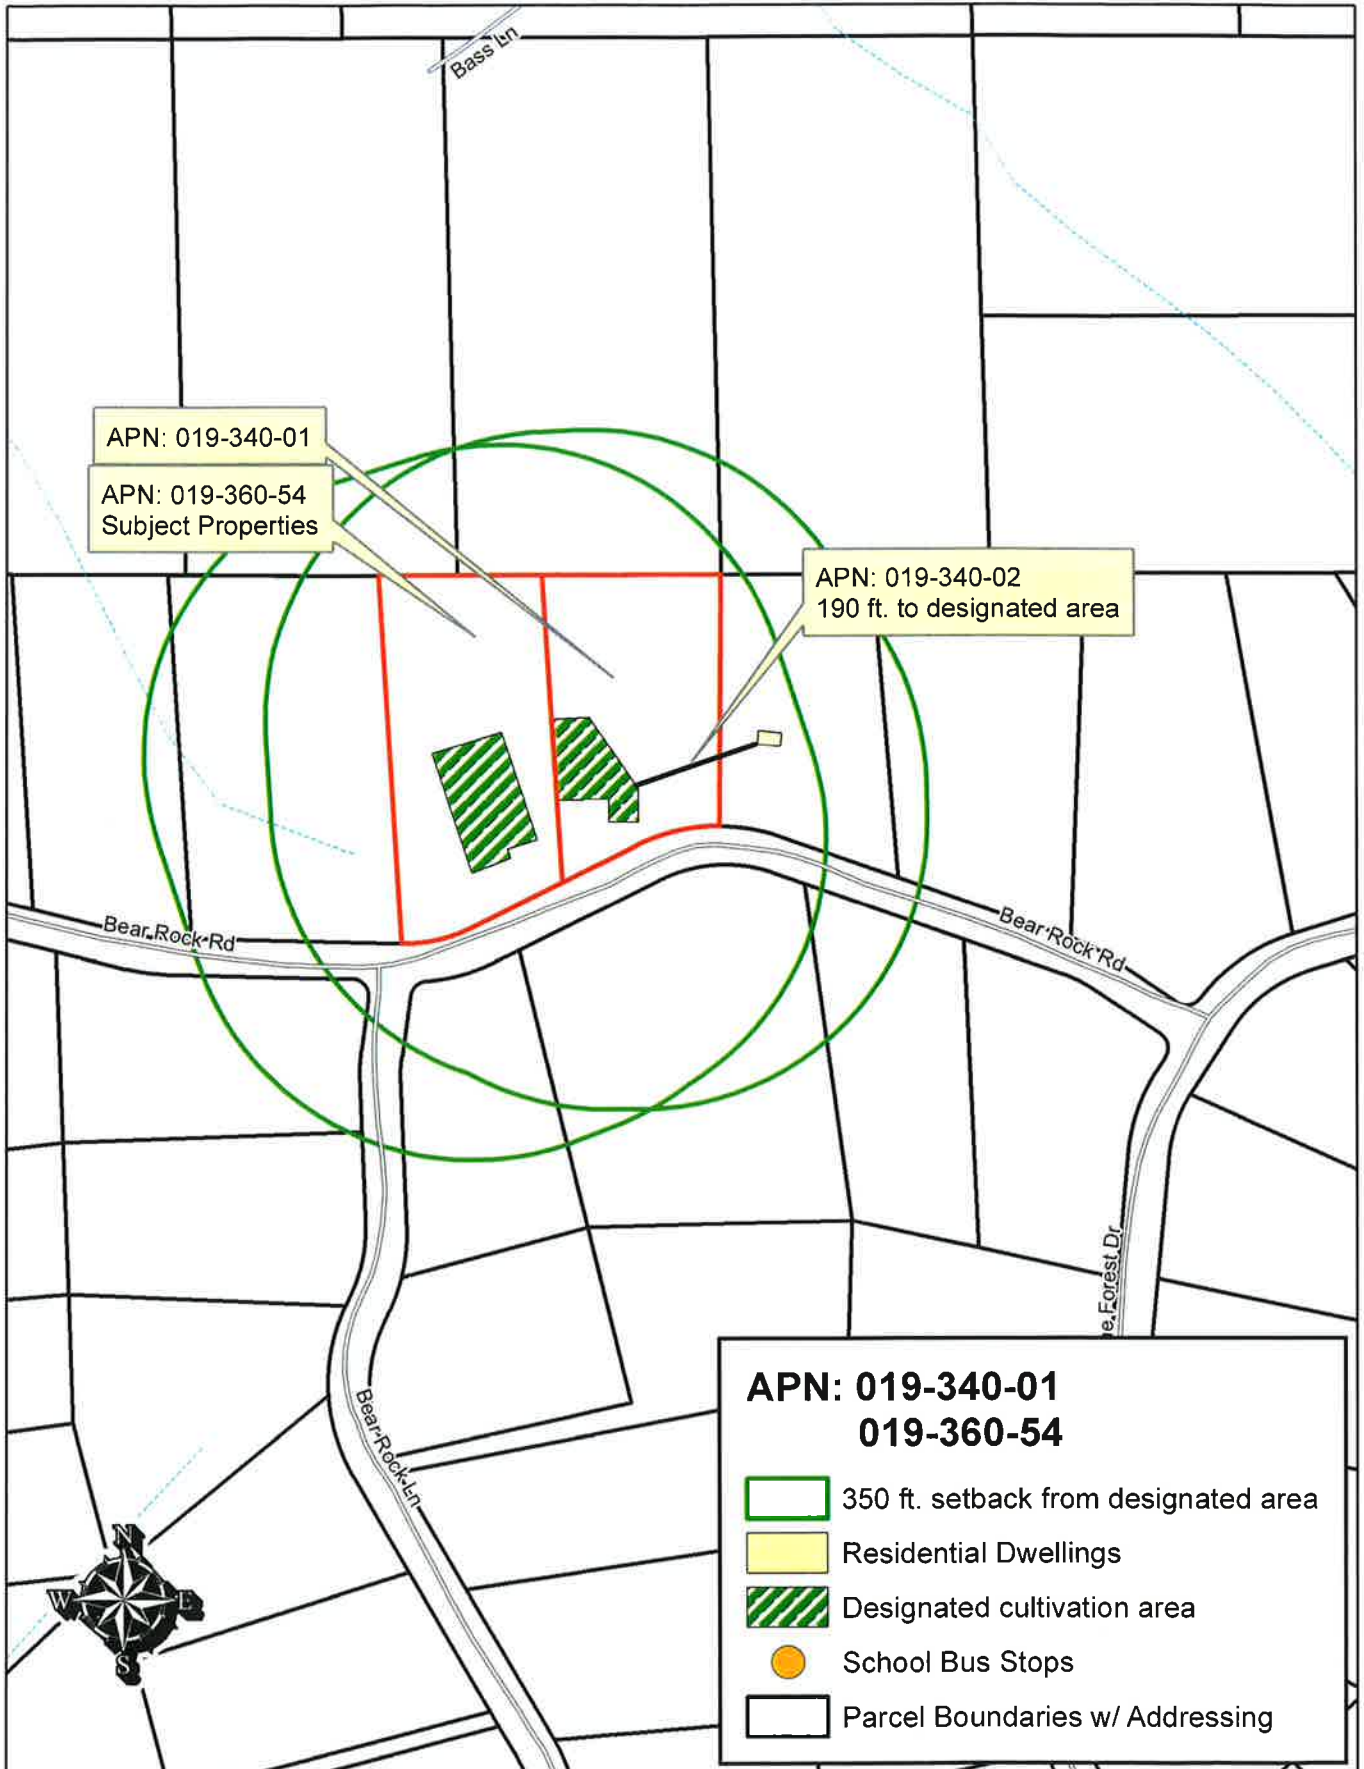 Bass Ln
APN: 019-340-01
APN: 019-360-54
Subject Properties
APN: 019-340-02
190 ft. to designated area
Bear Rock Rd
Bear Rock Rd
e Forest Dr
Bear Rock Ln
N
W
E
S
APN: 019-340-01
019-360-54
350 ft. setback from designated area
Residential Dwellings
Designated cultivation area
School Bus Stops
Parcel Boundaries w/ Addressing